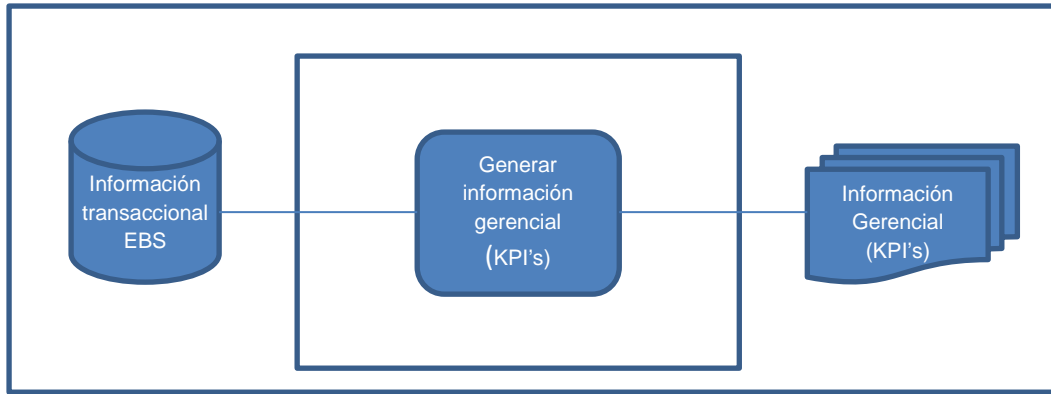 Información
transaccional
EBS
Generar
información
gerencial
(KPI's)
Información
Gerencial
(KPI's)